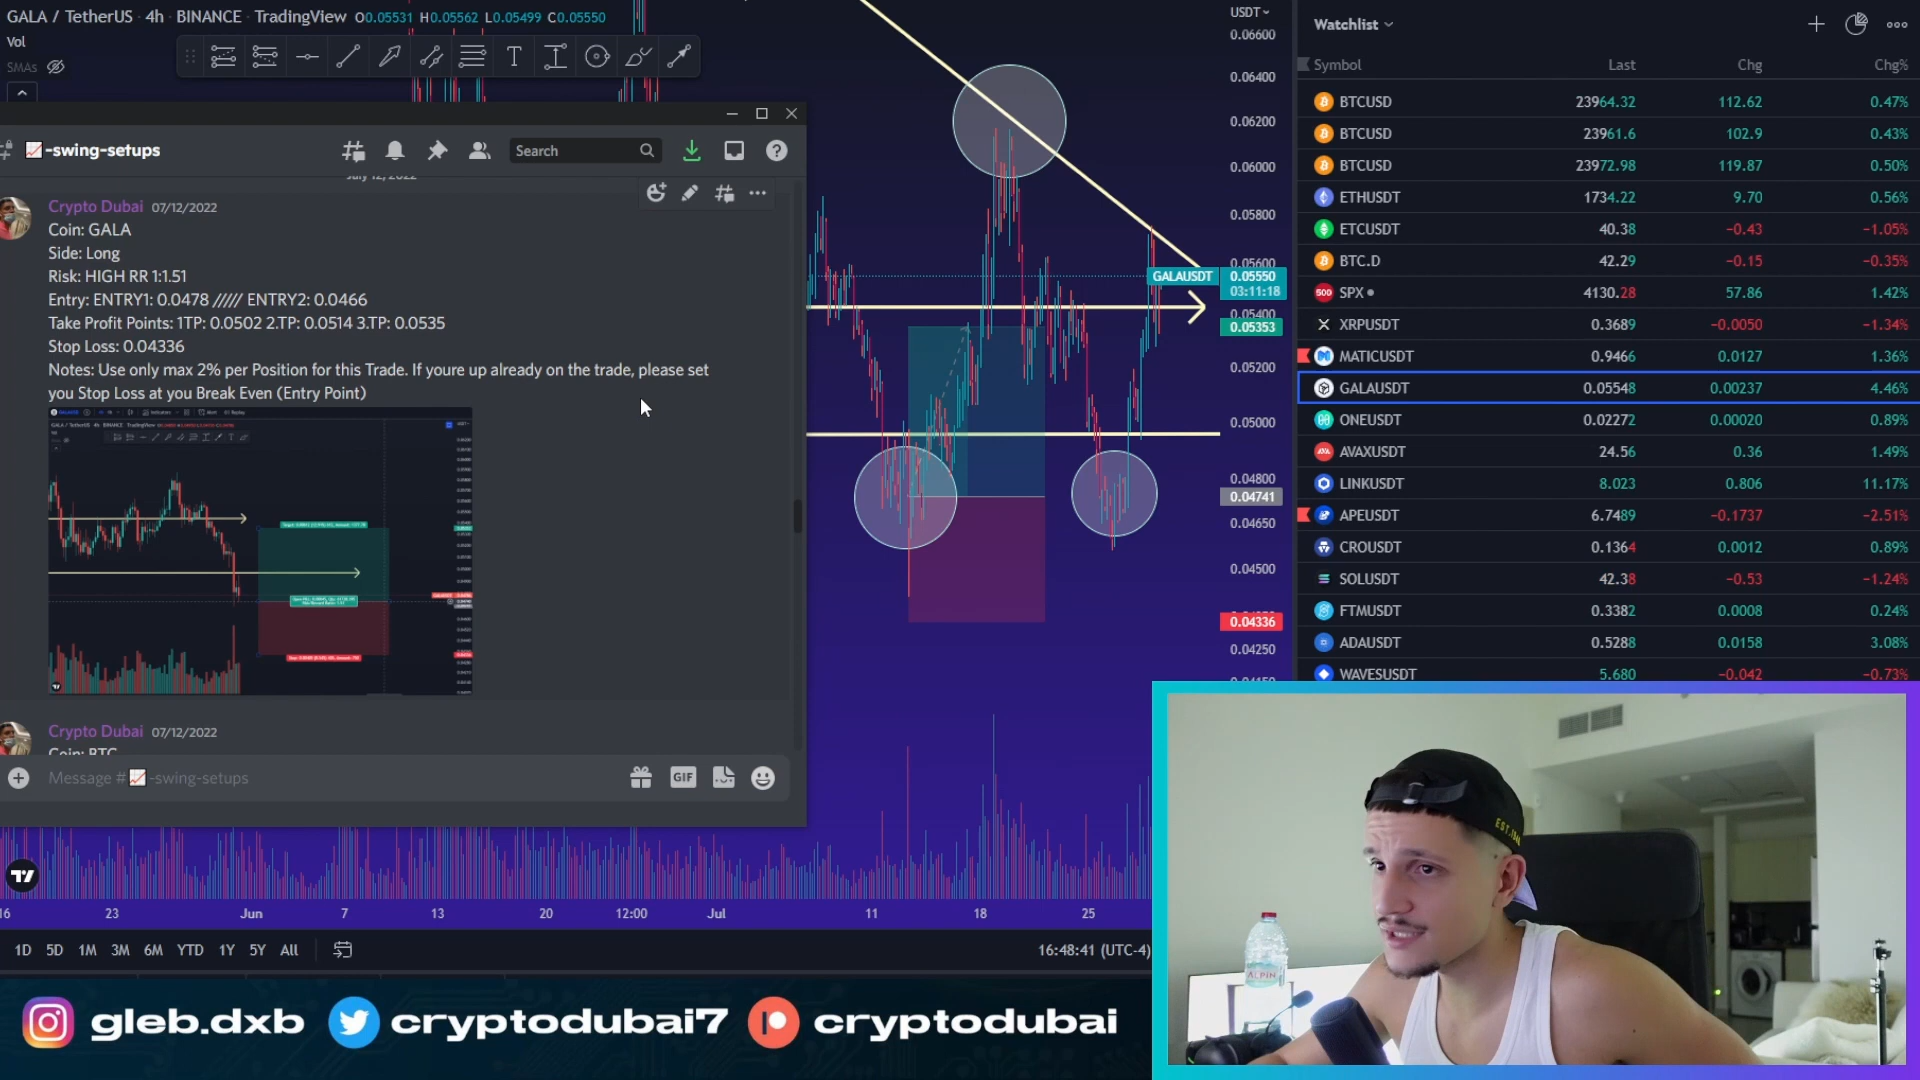 GALA / TetherUS · 4h · BINANCE · TradingView O0.05531 H0.05562 L0.05499 C0.05550
Vol
SMAs
USDT
0.06600
0.06400
0.06200
0.06000
0.05800
0.05600
GALAUSDT 0.05550
03:11:18
0.05400
0.05353
0.05200
0.05000
0.04800
0.04741
0.04650
0.04500
0.04336
0.04250
-swing-setups
Search
July 12, 2022
Crypto Dubai 07/12/2022
Coin: GALA
Side: Long
Risk: HIGH RR 1:1.51
Entry: ENTRY1: 0.0478 ///// ENTRY2: 0.0466
Take Profit Points: 1TP: 0.0502 2.TP: 0.0514 3.TP: 0.0535
Stop Loss: 0.04336
Notes: Use only max 2% per Position for this Trade. If youre up already on the trade, please set
you Stop Loss at you Break Even (Entry Point)
Crypto Dubai 07/12/2022
Coin: BTC
Message # -swing-setups
GIF
16 23 Jun 7 13 20 12:00 Jul 11 18 25
1D 5D 1M 3M 6M YTD 1Y 5Y All
16:48:41 (UTC-4)
Watchlist
Symbol Last Chg Chg%
BTCUSD 23964.32 112.62 0.47%
BTCUSD 23961.6 102.9 0.43%
BTCUSD 23972.98 119.87 0.50%
ETHUSDT 1734.22 9.70 0.56%
ETCUSDT 40.38 −0.43 −1.05%
BTC.D 42.29 −0.15 −0.35%
500 SPX 4130.28 57.86 1.42%
XRPUSDT 0.3689 −0.0050 −1.34%
MATICUSDT 0.9466 0.0127 1.36%
GALAUSDT 0.05548 0.00237 4.46%
ONEUSDT 0.02272 0.00020 0.89%
AVAXUSDT 24.56 0.36 1.49%
LINKUSDT 8.023 0.806 11.17%
APEUSDT 6.7489 −0.1737 −2.51%
CROUSDT 0.1364 0.0012 0.89%
SOLUSDT 42.38 −0.53 −1.24%
FTMUSDT 0.3382 0.0008 0.24%
ADAUSDT 0.5288 0.0158 3.08%
WAVESUSDT 5.680 −0.042 −0.73%
ALPIN
gleb.dxb cryptodubai7 cryptodubai